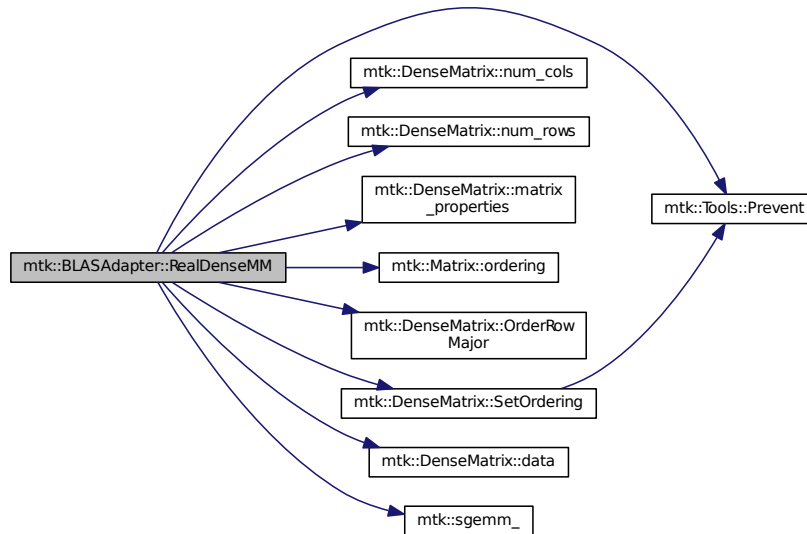 mtk::DenseMatrix::num_cols
mtk::DenseMatrix::num_rows
mtk::DenseMatrix::matrix
_properties
mtk::Tools::Prevent
mtk::BLASAdapter::RealDenseMM
mtk::Matrix::ordering
mtk::DenseMatrix::OrderRow
Major
mtk::DenseMatrix::SetOrdering
mtk::DenseMatrix::data
mtk::sgemm_